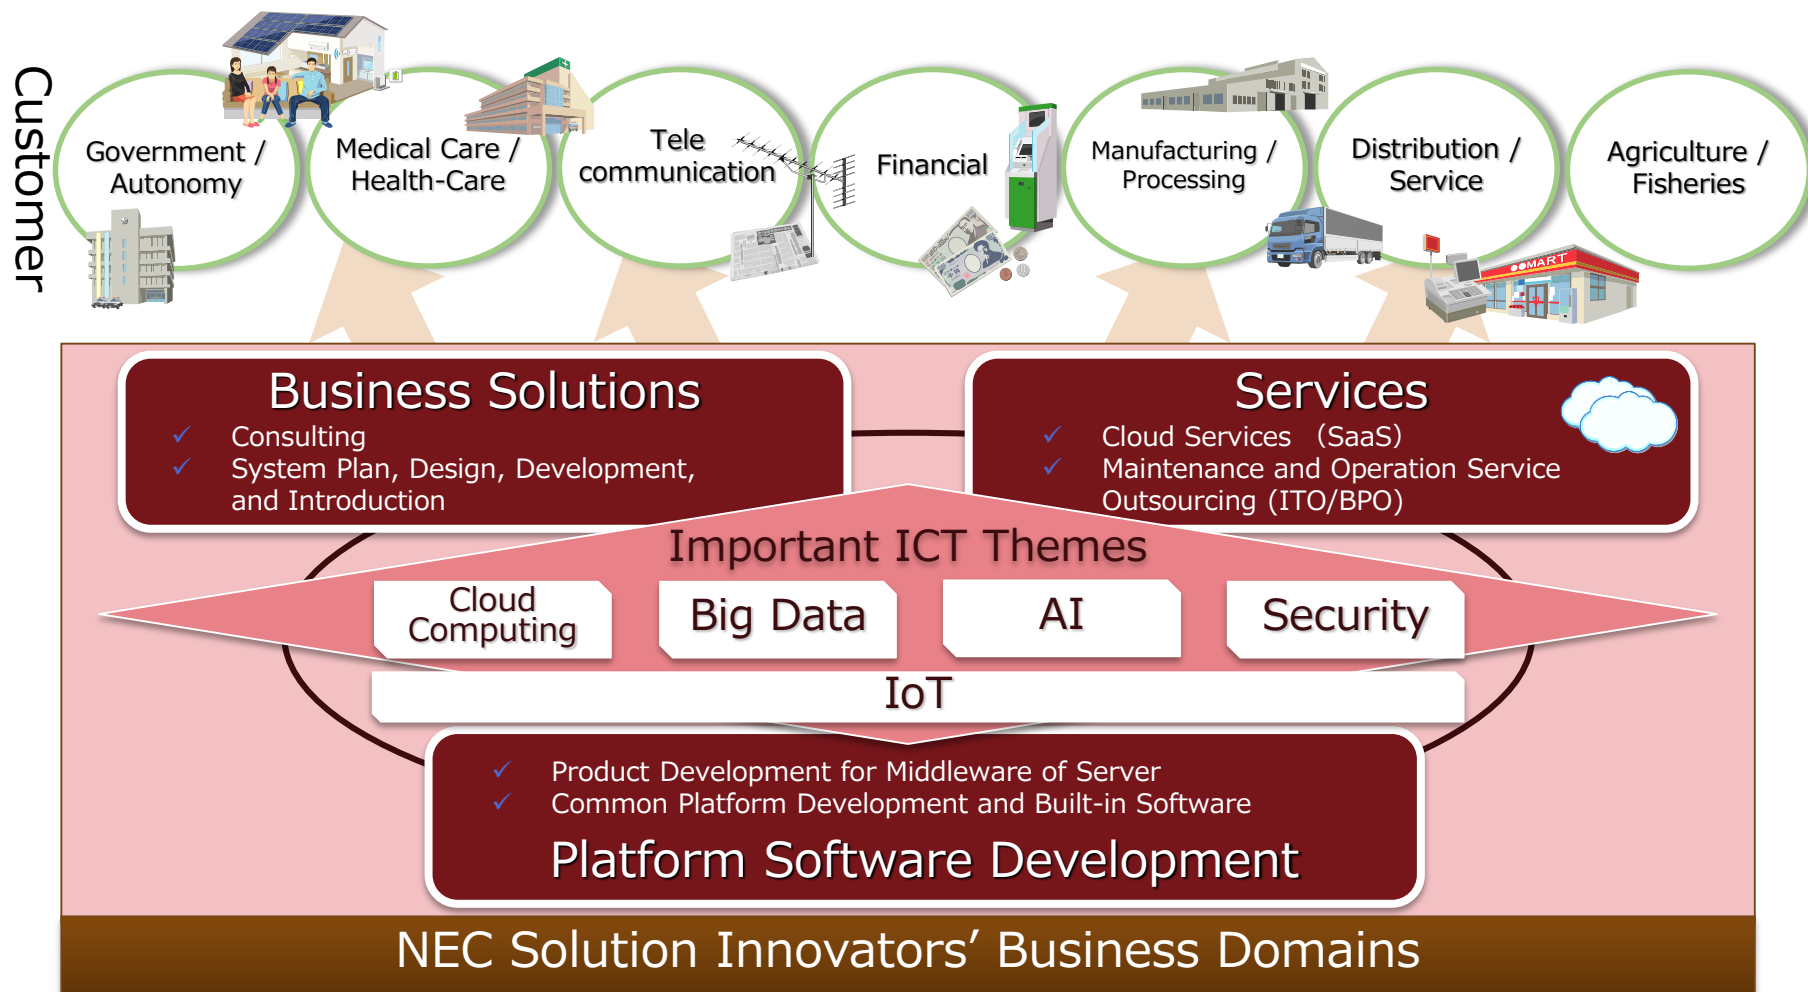 Customer
Government /
Autonomy
Medical Care /
Health-Care
Tele
communication
Financial
Manufacturing /
Processing
Distribution /
Service
Agriculture /
Fisheries
MART
Business Solutions
✓ Consulting
✓ System Plan, Design, Development,
and Introduction
Services
✓ Cloud Services （SaaS）
✓ Maintenance and Operation Service
Outsourcing (ITO/BPO)
Important ICT Themes
Cloud
Computing
Big Data
AI
Security
IoT
✓ Product Development for Middleware of Server
✓ Common Platform Development and Built-in Software
Platform Software Development
NEC Solution Innovators’ Business Domains